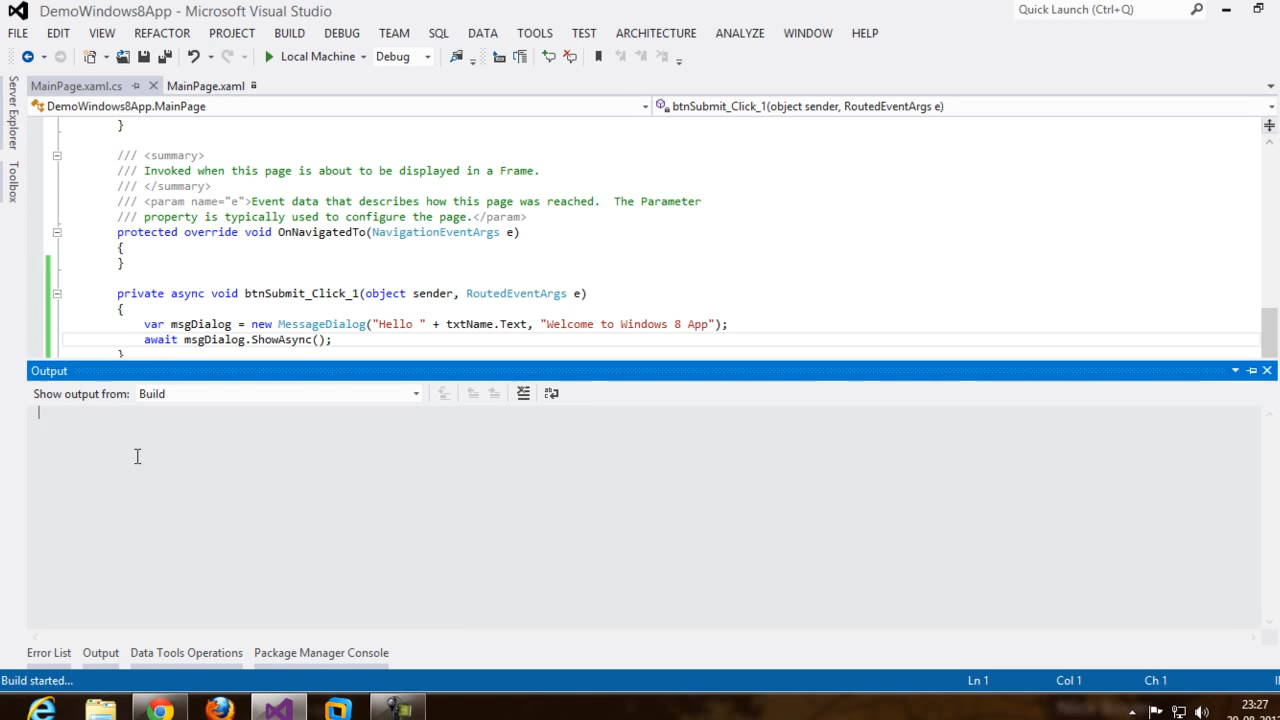 DemoWindows8App - Microsoft Visual Studio
Quick Launch (Ctrl+Q)
FILE EDIT VIEW REFACTOR PROJECT BUILD DEBUG TEAM SQL DATA TOOLS TEST ARCHITECTURE ANALYZE WINDOW HELP
Local Machine Debug
Server Explorer
Toolbox
MainPage.xaml.cs MainPage.xaml
DemoWindows8App.MainPage btnSubmit_Click_1(object sender, RoutedEventArgs e)
}
/// <summary>
/// Invoked when this page is about to be displayed in a Frame.
/// </summary>
/// <param name="e">Event data that describes how this page was reached.  The Parameter
/// property is typically used to configure the page.</param>
protected override void OnNavigatedTo(NavigationEventArgs e)
{
}
private async void btnSubmit_Click_1(object sender, RoutedEventArgs e)
{
var msgDialog = new MessageDialog("Hello " + txtName.Text, "Welcome to Windows 8 App");
await msgDialog.ShowAsync();
}
Output
Show output from: Build
Error List Output Data Tools Operations Package Manager Console
Build started... Ln 1 Col 1 Ch 1
23:27